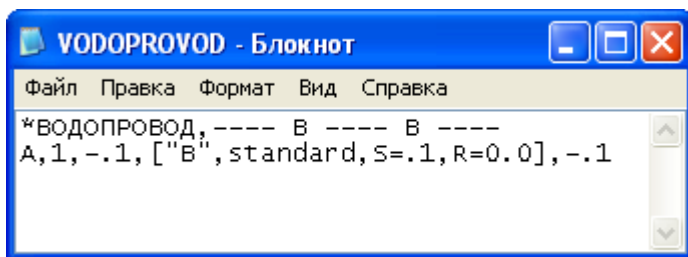 VODOPROVOD - Блокнот
Файл Правка Формат Вид Справка
*ВОДОПРОВОД,---- В ---- В ----
A,1,-.1,["В",standard,S=.1,R=0.0],-.1